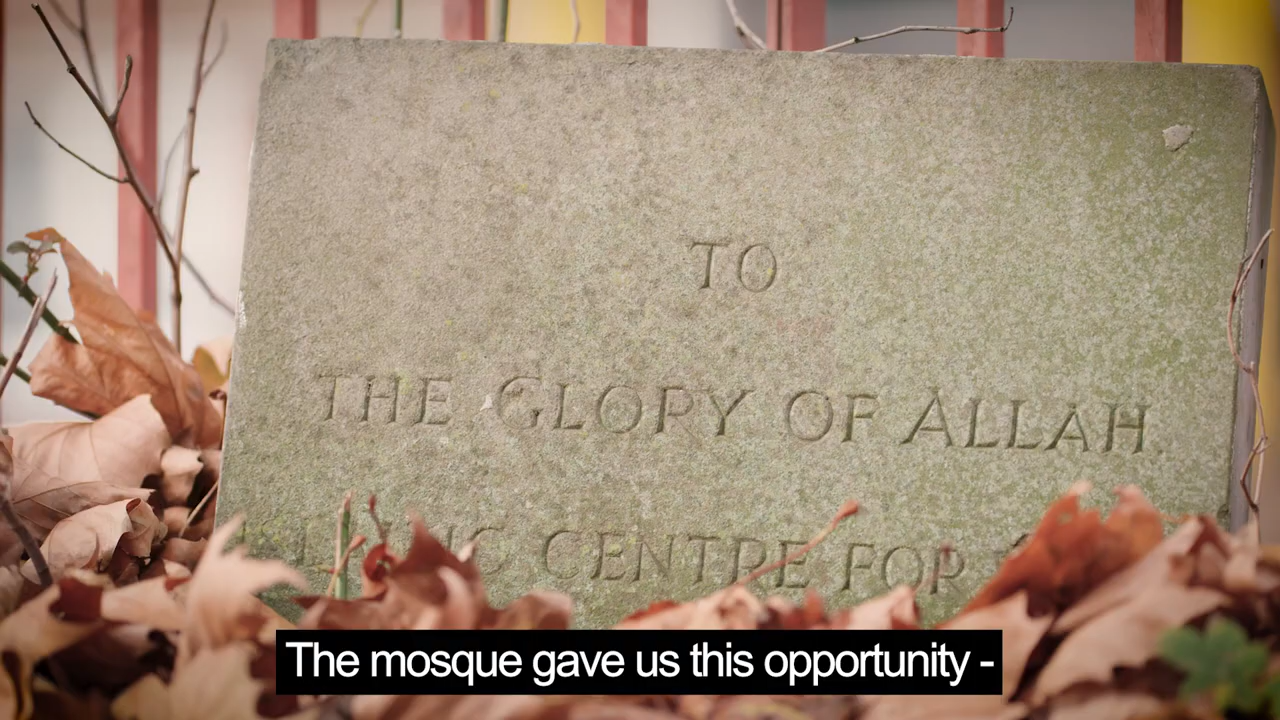 TO
THE GLORY OF ALLAH.
CENTRE FOR
The mosque gave us this opportunity -